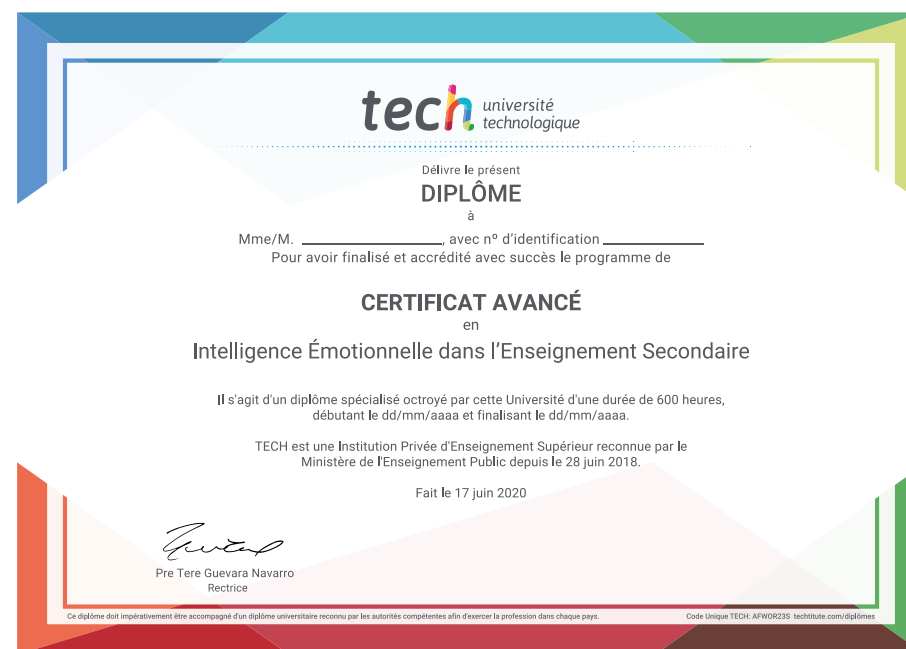 tech université
technologique
Délivre le présent
DIPLÔME
à
Mme/M. ____________________, avec nº d'identification ______________
Pour avoir finalisé et accrédité avec succès le programme de
CERTIFICAT AVANCÉ
en
Intelligence Émotionnelle dans l'Enseignement Secondaire
Il s'agit d'un diplôme spécialisé octroyé par cette Université d'une durée de 600 heures,
débutant le dd/mm/aaaa et finalisant le dd/mm/aaaa.
TECH est une Institution Privée d'Enseignement Supérieur reconnue par le
Ministère de l'Enseignement Public depuis le 28 juin 2018.
Fait le 17 juin 2020
Pre Tere Guevara Navarro
Rectrice
Ce diplôme doit impérativement être accompagné d'un diplôme universitaire reconnu par les autorités compétentes afin d'exercer la profession dans chaque pays.
Code Unique TECH: AFWOR23S techtitute.com/diplômes